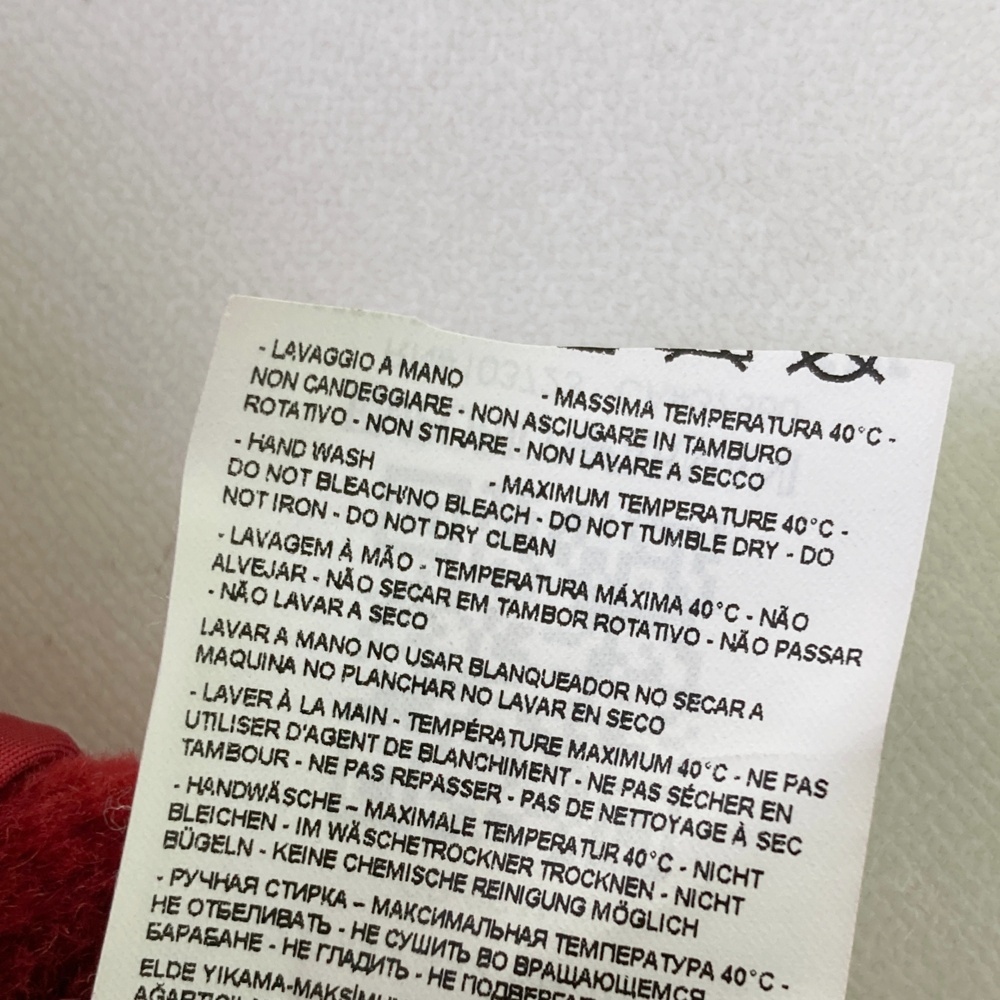 - LAVAGGIO A MANO - MASSIMA TEMPERATURA 40°C -
NON CANDEGGIARE - NON ASCIUGARE IN TAMBURO
ROTATIVO - NON STIRARE - NON LAVARE A SECCO
- HAND WASH - MAXIMUM TEMPERATURE 40°C -
DO NOT BLEACH/NO BLEACH - DO NOT TUMBLE DRY - DO
NOT IRON - DO NOT DRY CLEAN
- LAVAGEM À MÃO - TEMPERATURA MÁXIMA 40°C - NÃO
ALVEJAR - NÃO SECAR EM TAMBOR ROTATIVO - NÃO PASSAR
- NÃO LAVAR A SECO
LAVAR A MANO NO USAR BLANQUEADOR NO SECAR A
MAQUINA NO PLANCHAR NO LAVAR EN SECO
- LAVER À LA MAIN - TEMPÉRATURE MAXIMUM 40°C - NE PAS
UTILISER D'AGENT DE BLANCHIMENT - NE PAS SÉCHER EN
TAMBOUR - NE PAS REPASSER - PAS DE NETTOYAGE À SEC
- HANDWÄSCHE – MAXIMALE TEMPERATUR 40°C - NICHT
BLEICHEN - IM WÄSCHETROCKNER TROCKNEN - NICHT
BÜGELN - KEINE CHEMISCHE REINIGUNG MÖGLICH
- РУЧНАЯ СТИРКА – МАКСИМАЛЬНАЯ ТЕМПЕРАТУРА 40°C -
НЕ ОТБЕЛИВАТЬ - НЕ СУШИТЬ ВО ВРАЩАЮЩЕМСЯ
БАРАБАНЕ - НЕ ГЛАДИТЬ - НЕ
ELDE YIKAMA-